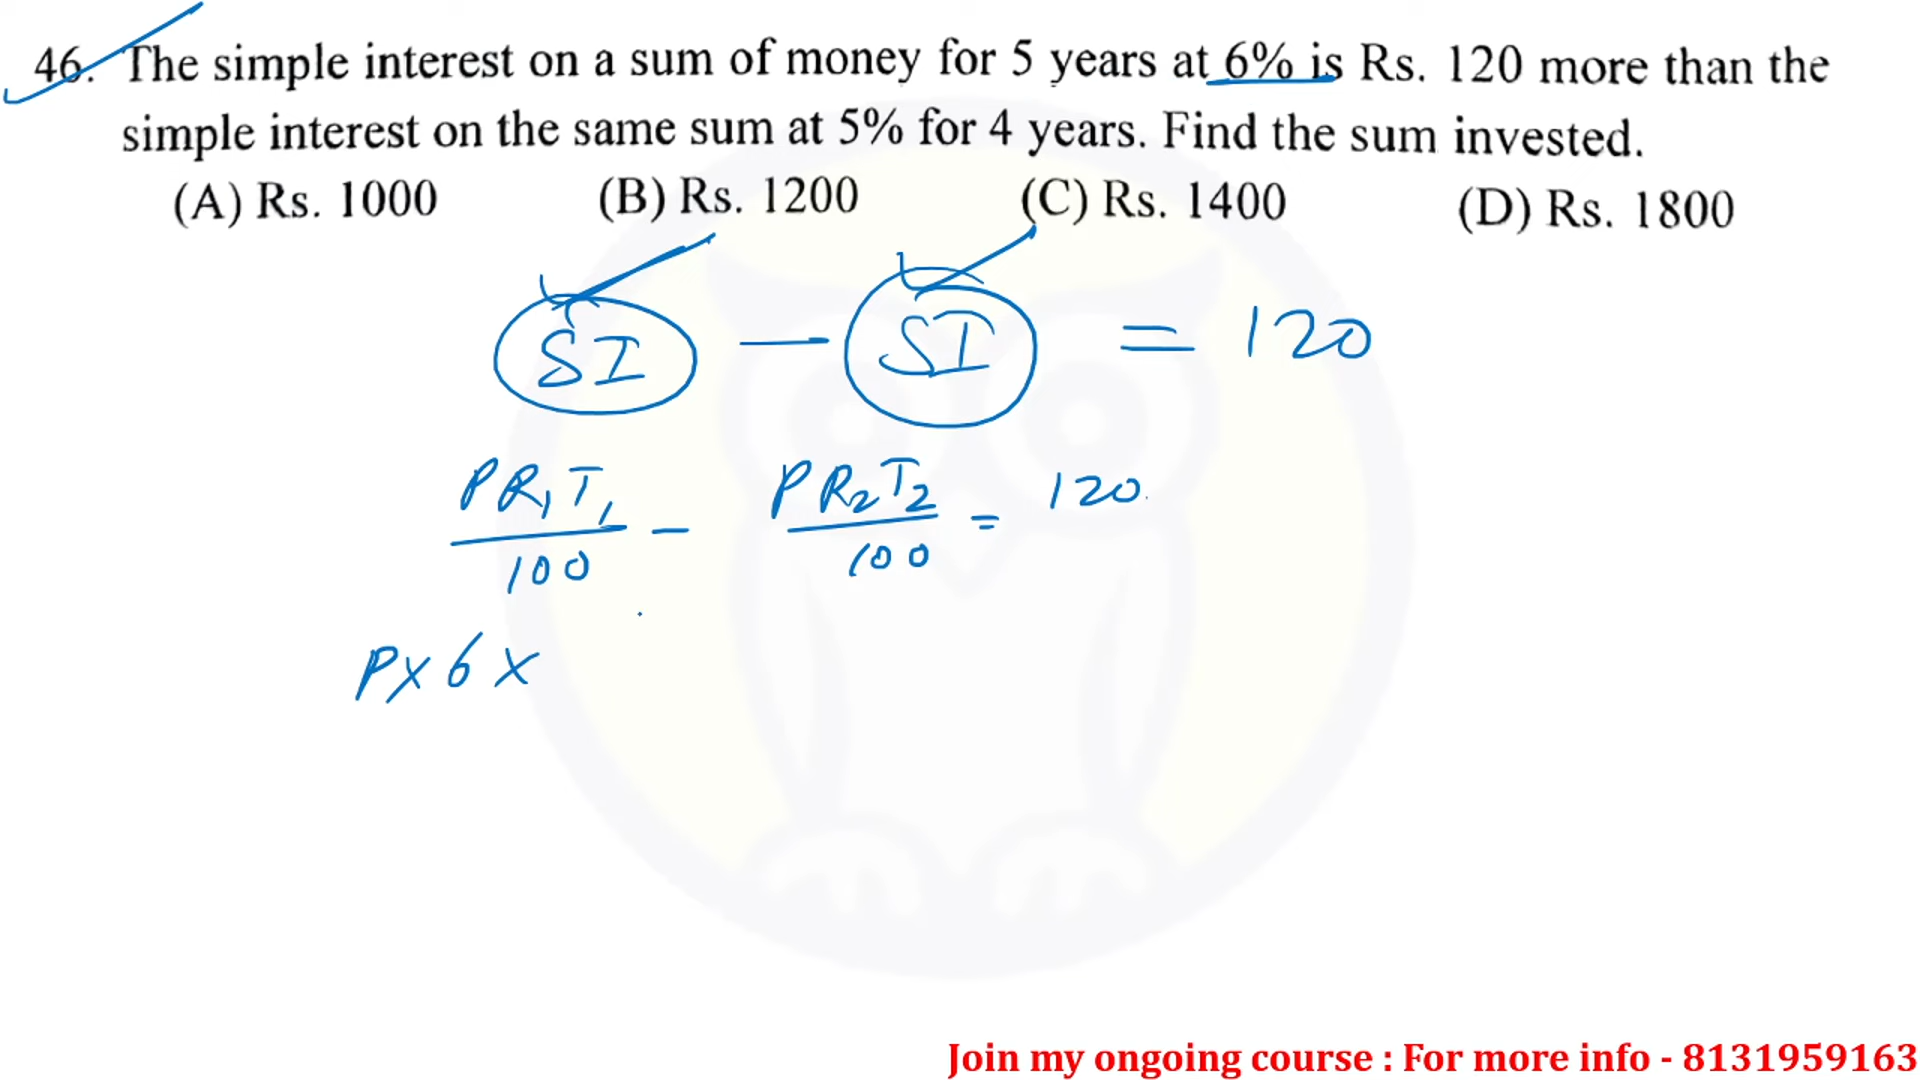 46. The simple interest on a sum of money for 5 years at 6% is Rs. 120 more than the
simple interest on the same sum at 5% for 4 years. Find the sum invested.
(A) Rs. 1000 (B) Rs. 1200 (C) Rs. 1400 (D) Rs. 1800
SI - SI = 120
PR₁T₁/100 - PR₂T₂/100 = 120
P×6×
Join my ongoing course : For more info - 8131959163